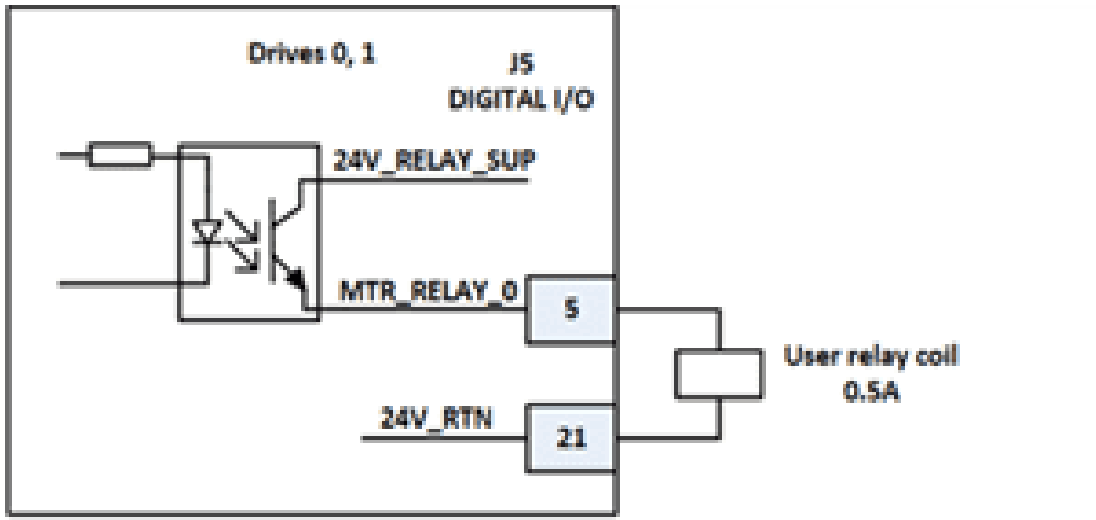 Drives 0, 1
J5
DIGITAL I/O
24V_RELAY_SUP
MTR_RELAY_0
5
User relay coil
0.5A
24V_RTN
21